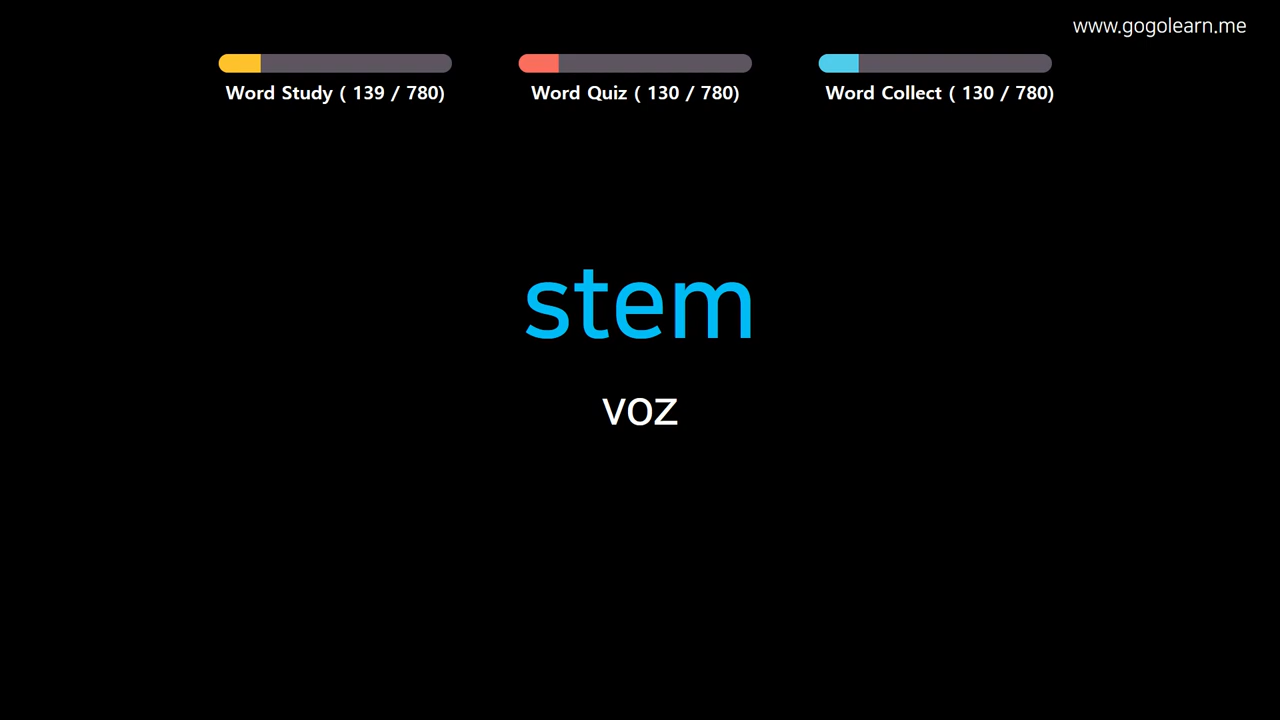 www.gogolearn.me
Word Study ( 139 / 780)
Word Quiz ( 130 / 780)
Word Collect ( 130 / 780)
stem
voz